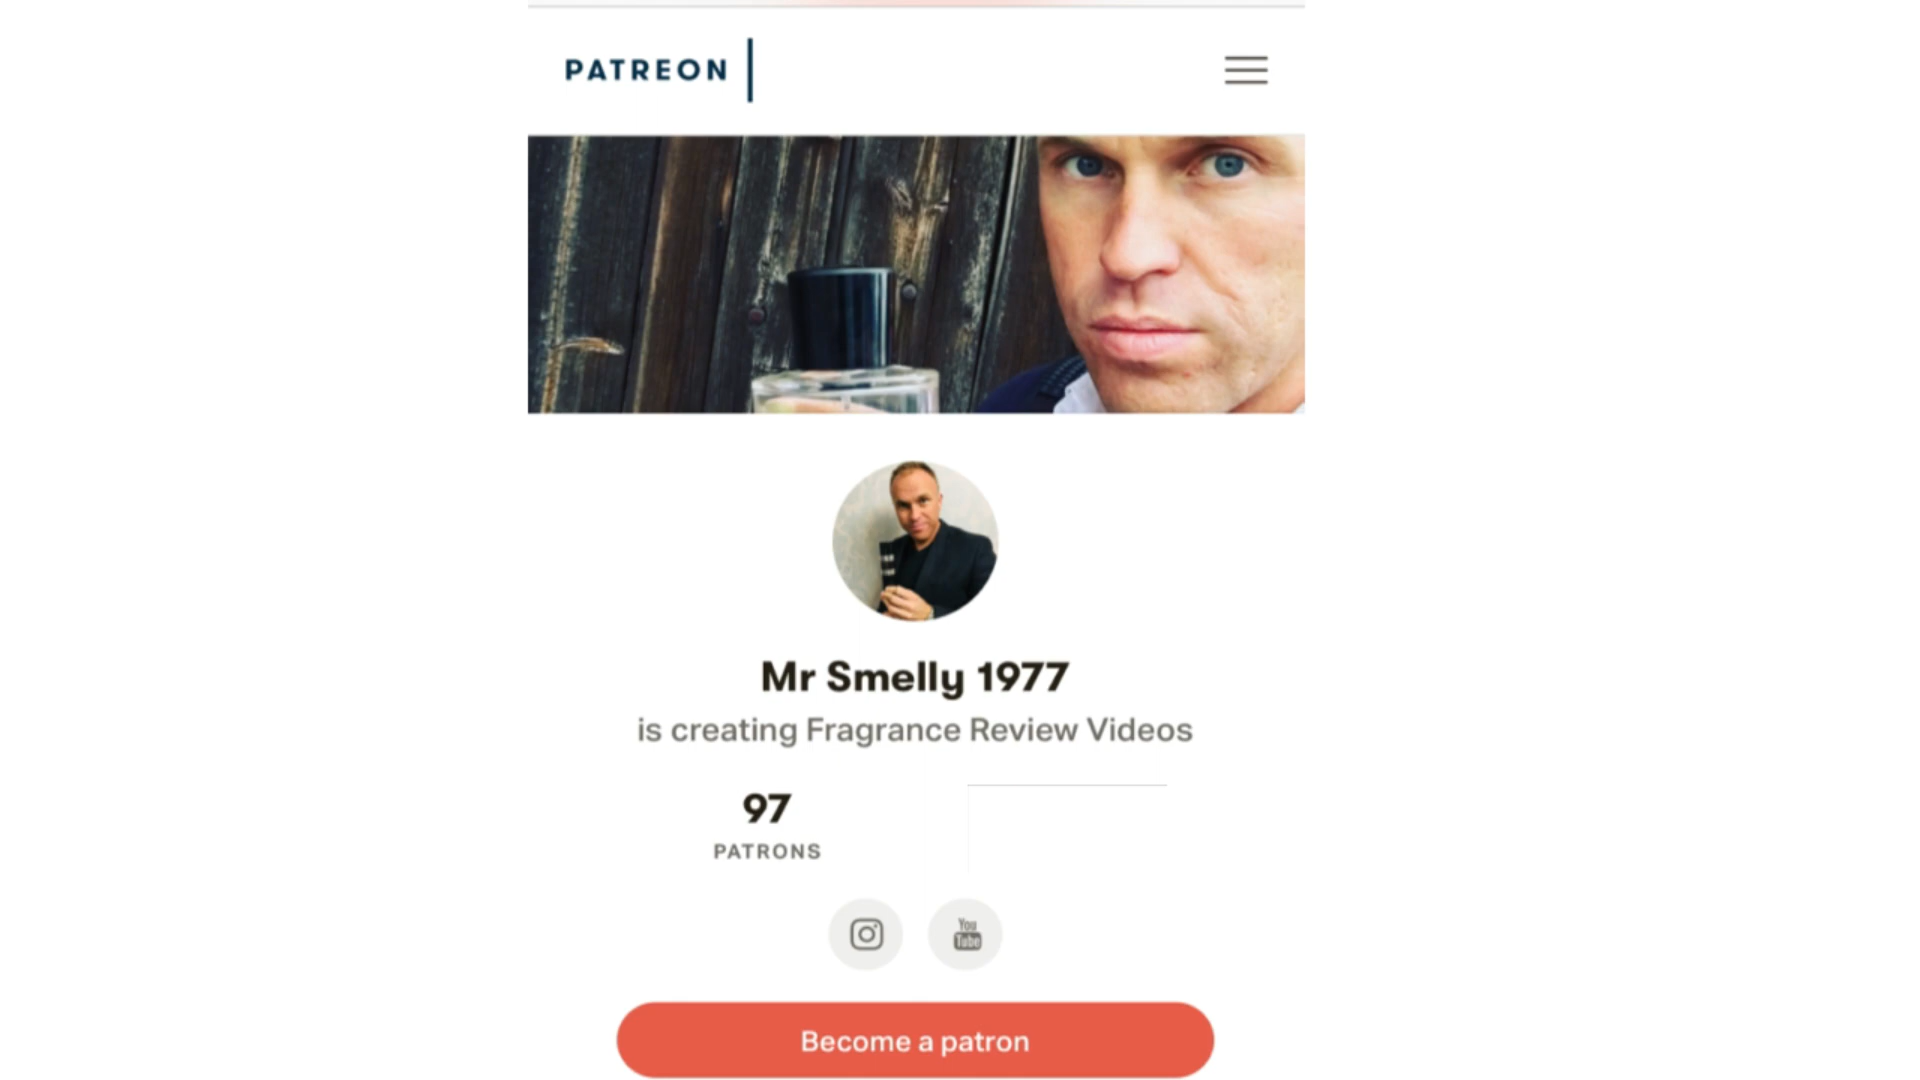 PATREON
Mr Smelly 1977
is creating Fragrance Review Videos
97
PATRONS
You
Tube
Become a patron